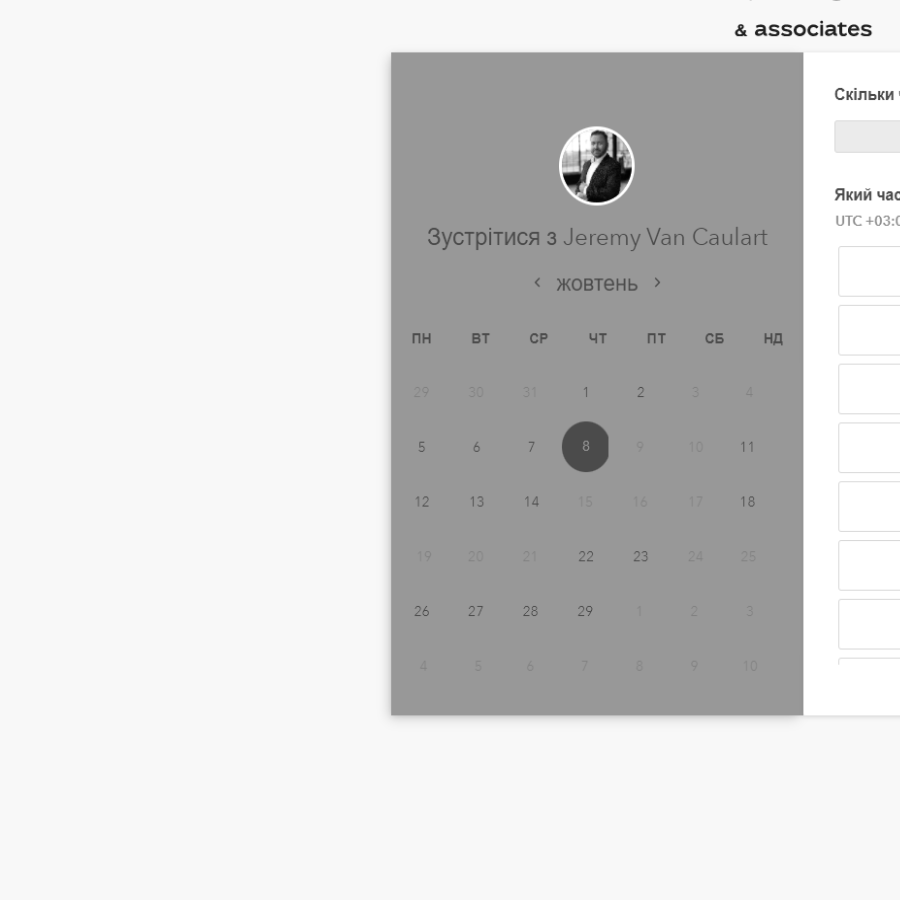 & associates
Зустрітися з Jeremy Van Caulart
жовтень
ПН ВТ СР ЧТ ПТ СБ НД
29 30 31 1 2 3 4
5 6 7 8 9 10 11
12 13 14 15 16 17 18
19 20 21 22 23 24 25
26 27 28 29 1 2 3
4 5 6 7 8 9 10
Скільки
Який час
UTC +03:0